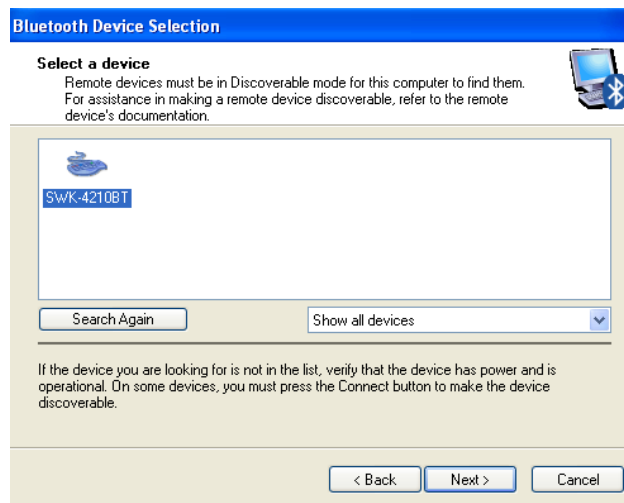 Bluetooth Device Selection
Select a device
Remote devices must be in Discoverable mode for this computer to find them.
For assistance in making a remote device discoverable, refer to the remote
device's documentation.
SWK-4210BT
Search Again
Show all devices
If the device you are looking for is not in the list, verify that the device has power and is
operational. On some devices, you must press the Connect button to make the device
discoverable.
< Back
Next >
Cancel